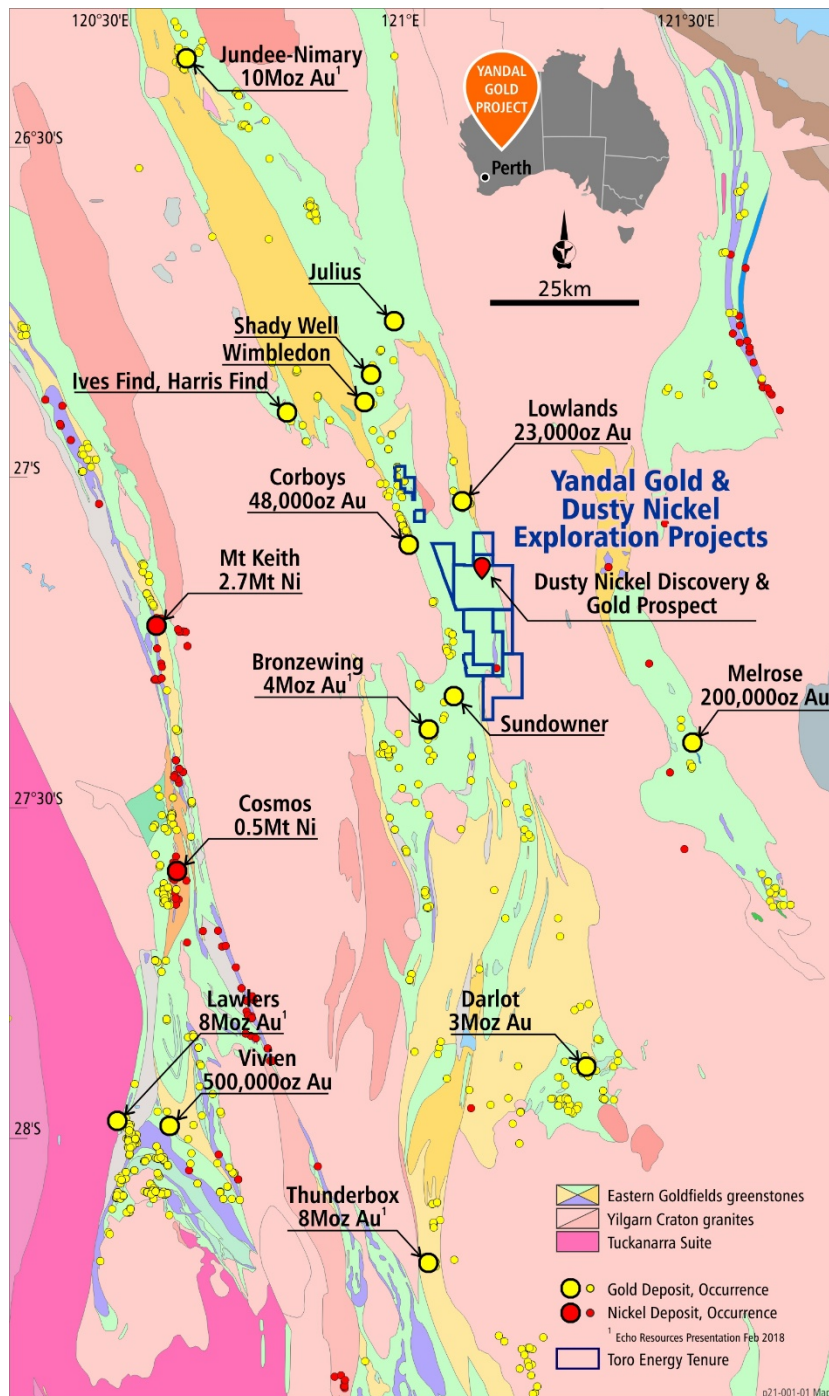 120°30'E
121°E
121°30'E
Jundee-Nimary
10Moz Au¹
YANDAL
GOLD
PROJECT
26°30'S
Perth
25km
Julius
Shady Well
Wimbledon
Ives Find, Harris Find
Lowlands
23,000oz Au
27°S
Corboys
48,000oz Au
Yandal Gold &
Dusty Nickel
Exploration Projects
Mt Keith
2.7Mt Ni
Dusty Nickel Discovery &
Gold Prospect
Bronzewing
4Moz Au¹
Melrose
200,000oz Au
Sundowner
27°30'S
Cosmos
0.5Mt Ni
Lawlers
8Moz Au¹
Darlot
3Moz Au
Vivien
500,000oz Au
28°S
Thunderbox
8Moz Au¹
Eastern Goldfields greenstones
Yilgarn Craton granites
Tuckanarra Suite
Gold Deposit, Occurrence
Nickel Deposit, Occurrence
¹ Echo Resources Presentation Feb 2018
Toro Energy Tenure
p21-001-01 Map